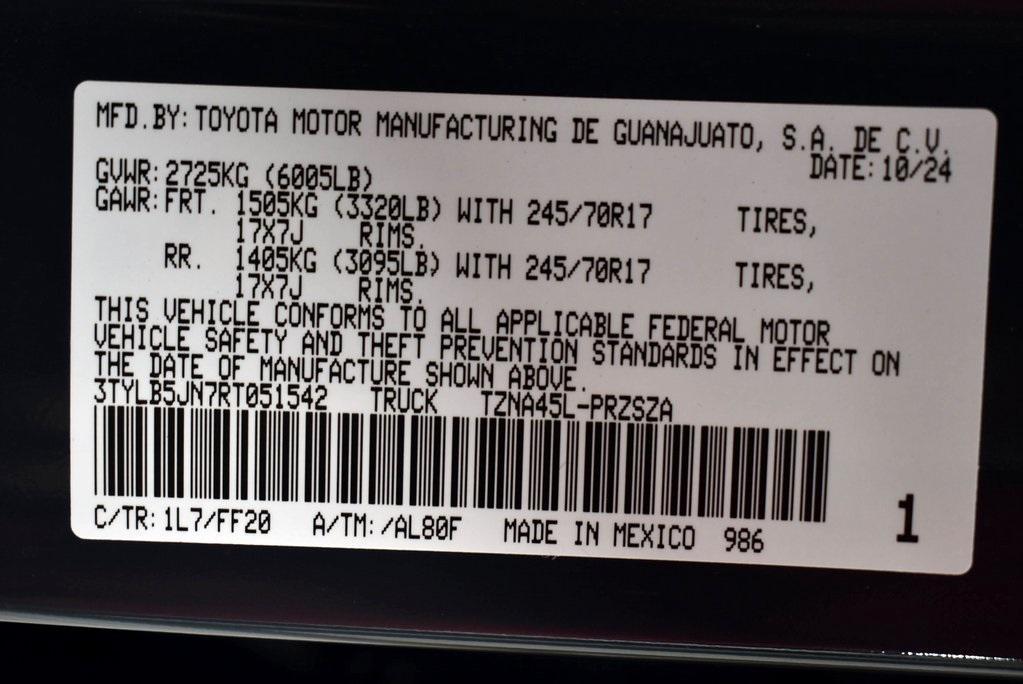 MFD.BY: TOYOTA MOTOR MANUFACTURING DE GUANAJUATO, S.A. DE C.V.
DATE: 10/24
GVWR: 2725KG (6005LB)
GAWR: FRT. 1505KG (3320LB) WITH 245/70R17 TIRES,
17X7J RIMS.
RR. 1405KG (3095LB) WITH 245/70R17 TIRES,
17X7J RIMS.
THIS VEHICLE CONFORMS TO ALL APPLICABLE FEDERAL MOTOR
VEHICLE SAFETY AND THEFT PREVENTION STANDARDS IN EFFECT ON
THE DATE OF MANUFACTURE SHOWN ABOVE.
3TYLB5JN7RT051542 TRUCK TZNA45L-PRZSZA
C/TR: 1L7/FF20 A/TM: /AL80F MADE IN MEXICO 986 1